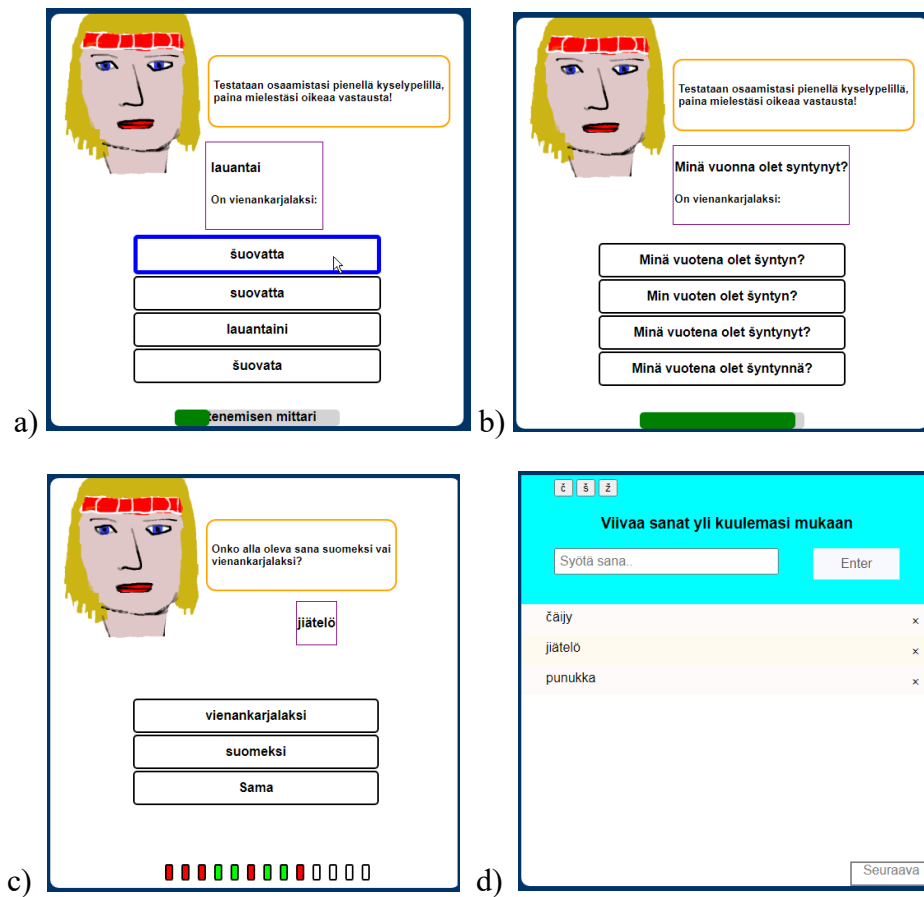 Testataan osaamistasi pienellä kyselypelillä,
paina mielestäsi oikeaa vastausta!
lauantai
On vienankarjalaksi:
šuovatta
suovatta
lauantaini
šuovata
enemisen mittari
a)
Testataan osaamistasi pienellä kyselypelillä,
paina mielestäsi oikeaa vastausta!
Minä vuonna olet syntynyt?
On vienankarjalaksi:
Minä vuotena olet šyntyn?
Min vuoten olet šyntyn?
Minä vuotena olet šyntynyt?
Minä vuotena olet šyntynnä?
b)
Onko alla oleva sana suomeksi vai
vienankarjalaksi?
jiätelö
vienankarjalaksi
suomeksi
Sama
c)
č š ž
Viivaa sanat yli kuulemasi mukaan
Syötä sana..
Enter
čäijy ×
jiätelö ×
punukka ×
Seuraava
d)